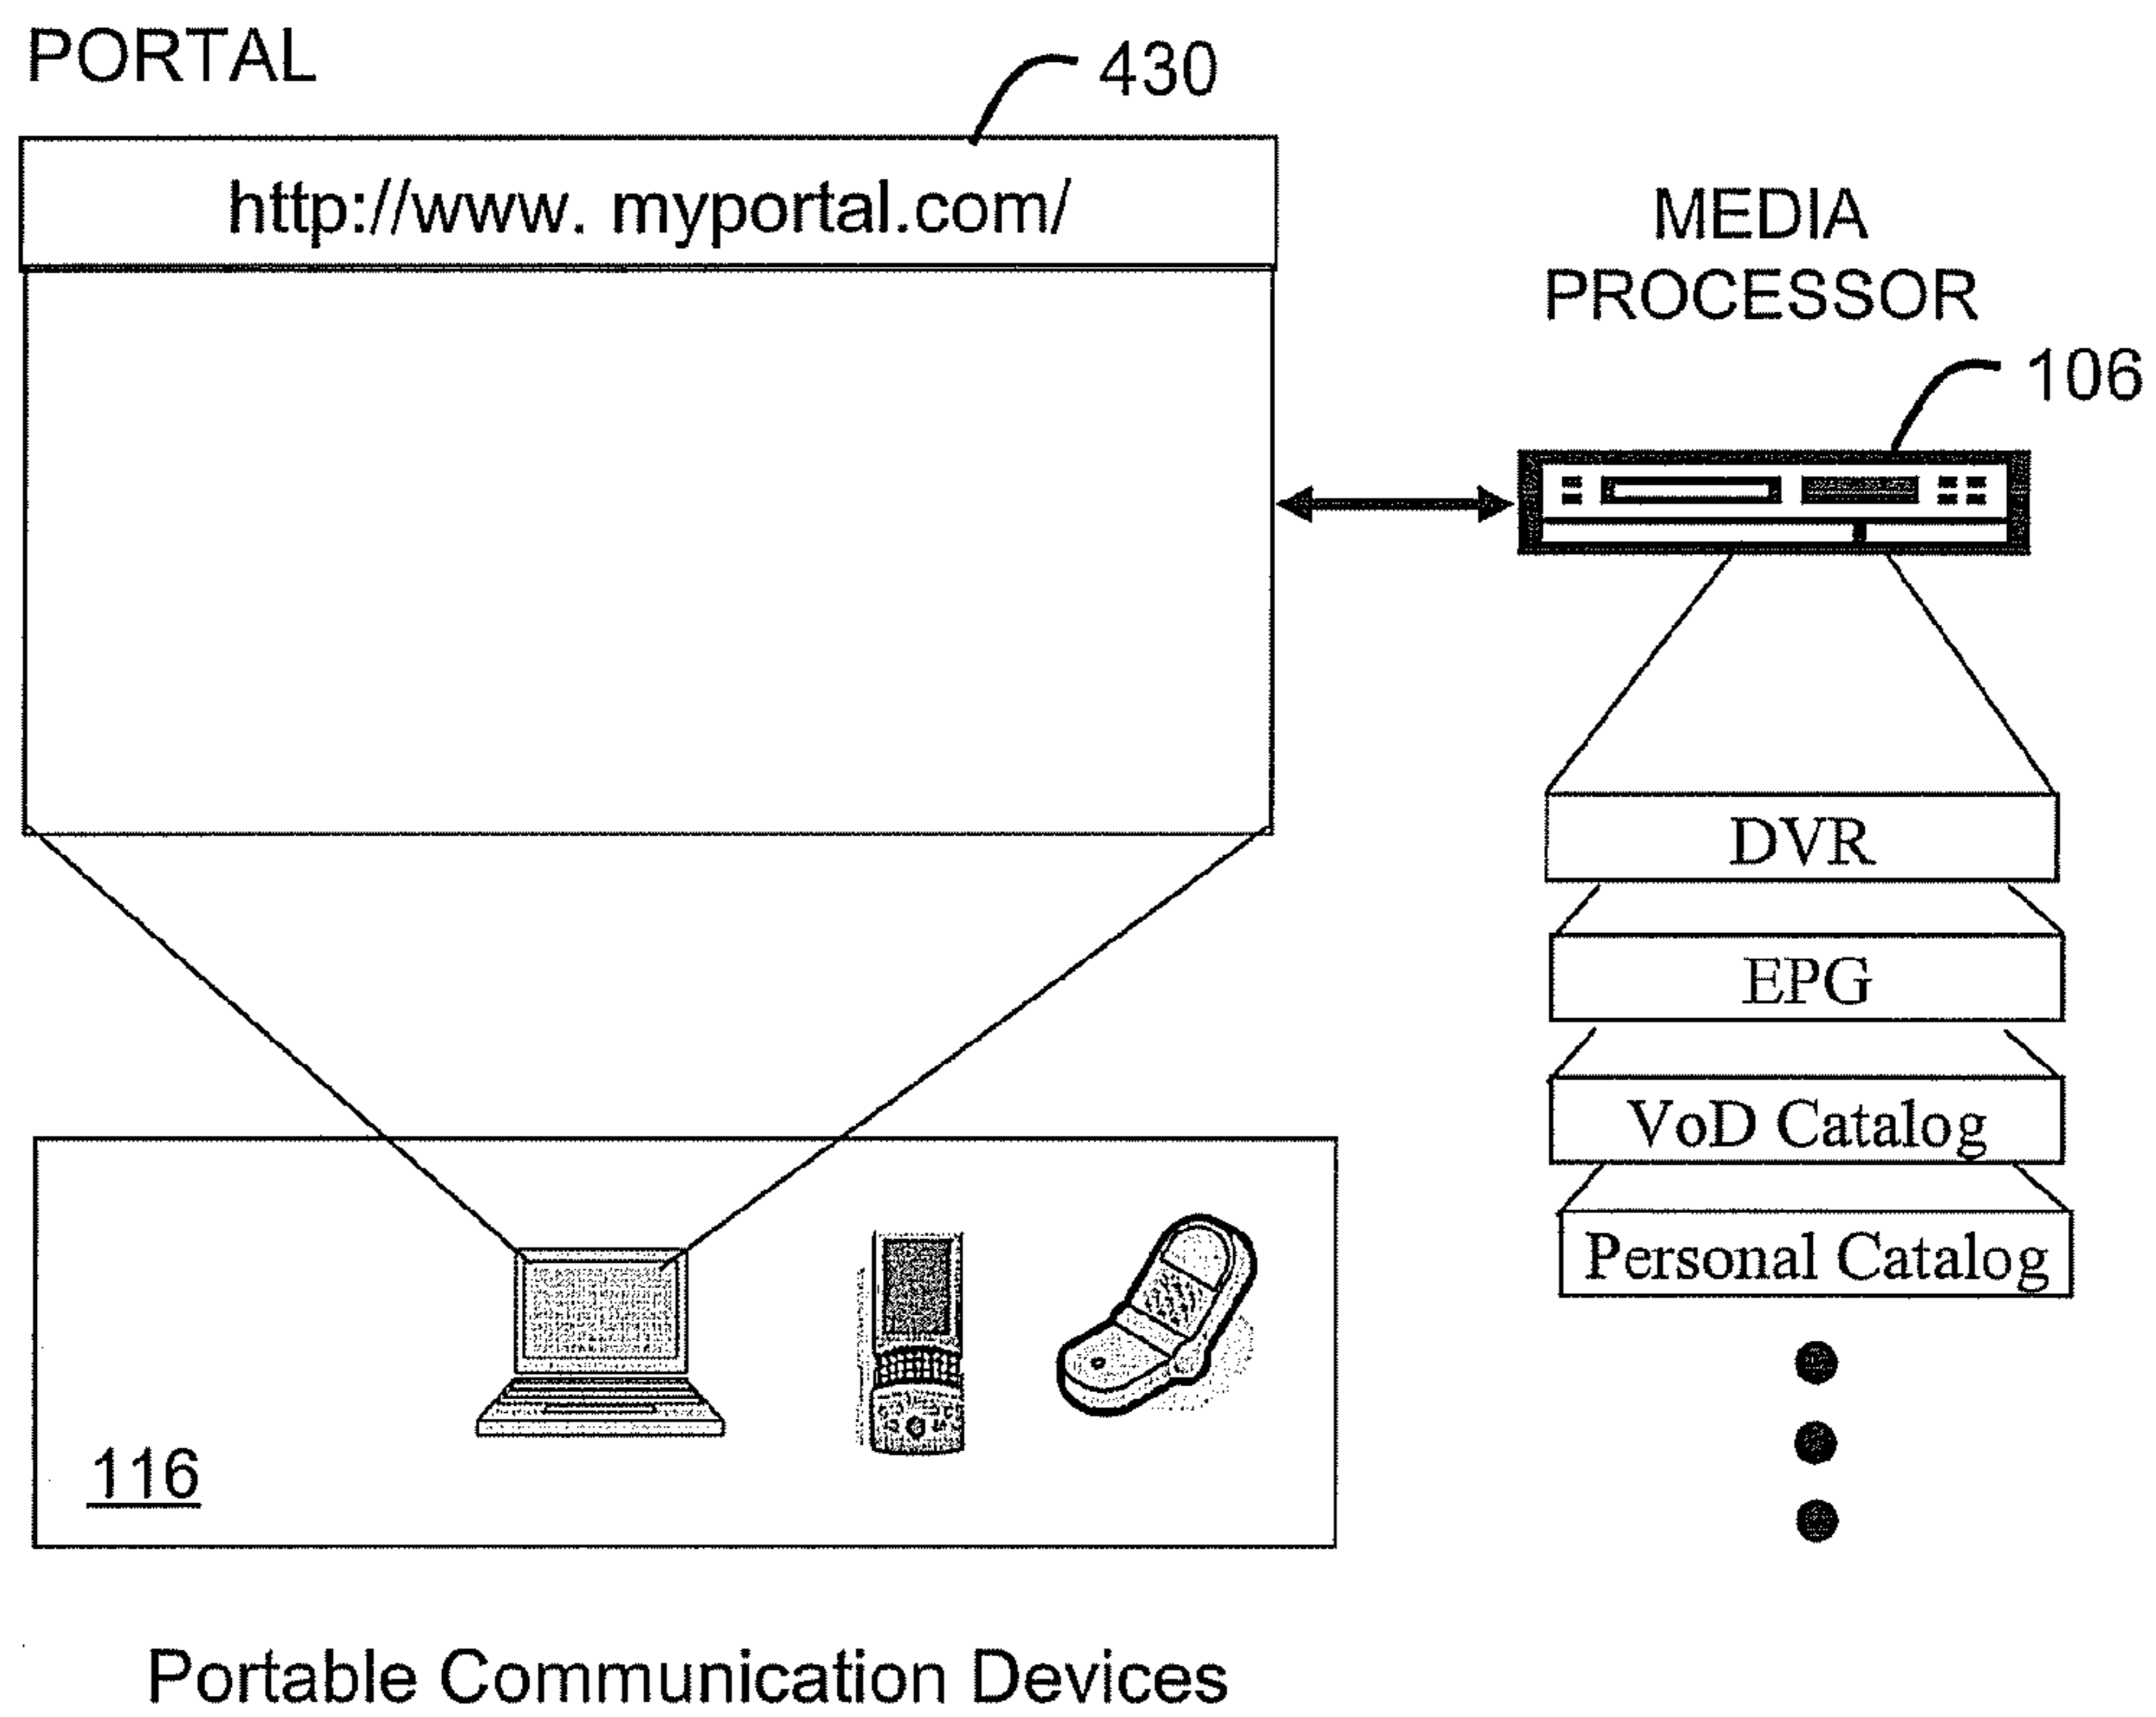 PORTAL
430
http://www. myportal.com/
MEDIA
PROCESSOR
106
DVR
EPG
VoD Catalog
Personal Catalog
116
Portable Communication Devices